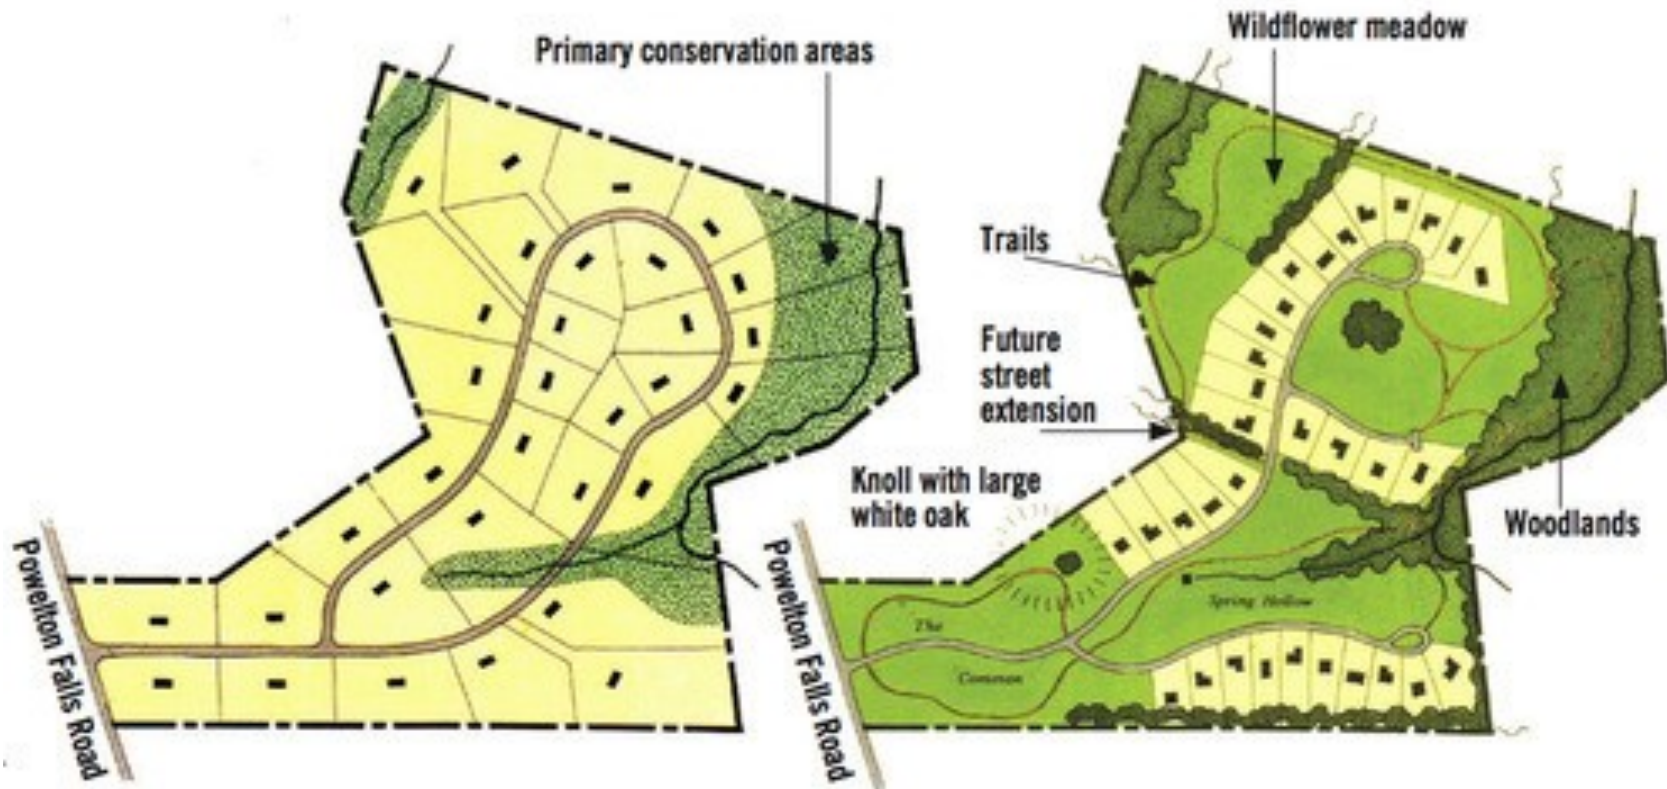 Primary conservation areas
Wildflower meadow
Trails
Future
street
extension
Knoll with large
white oak
Woodlands
Powelton Falls Road
Powelton Falls Road
The
Common
Spring Hollow